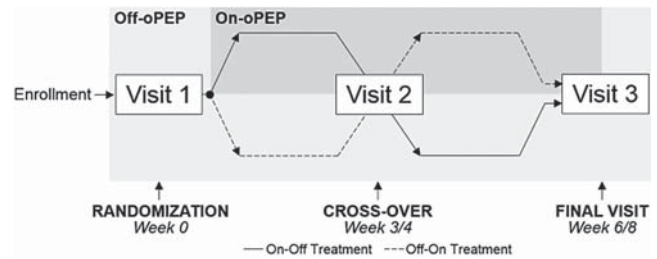 Off-oPEP On-oPEP
Enrollment Visit 1 Visit 2 Visit 3
RANDOMIZATION CROSS-OVER FINAL VISIT
Week 0 Week 3/4 Week 6/8
On-Off Treatment Off-On Treatment